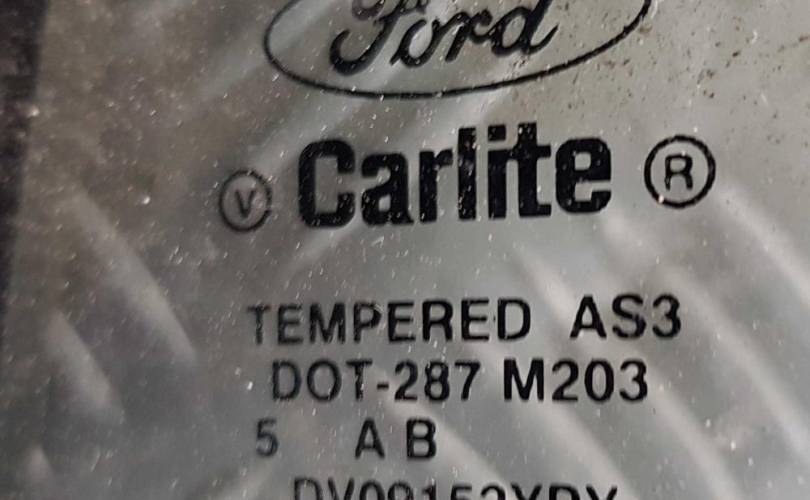 Ford
Ⓥ Carlite ®
TEMPERED AS3
DOT-287 M203
5 A B